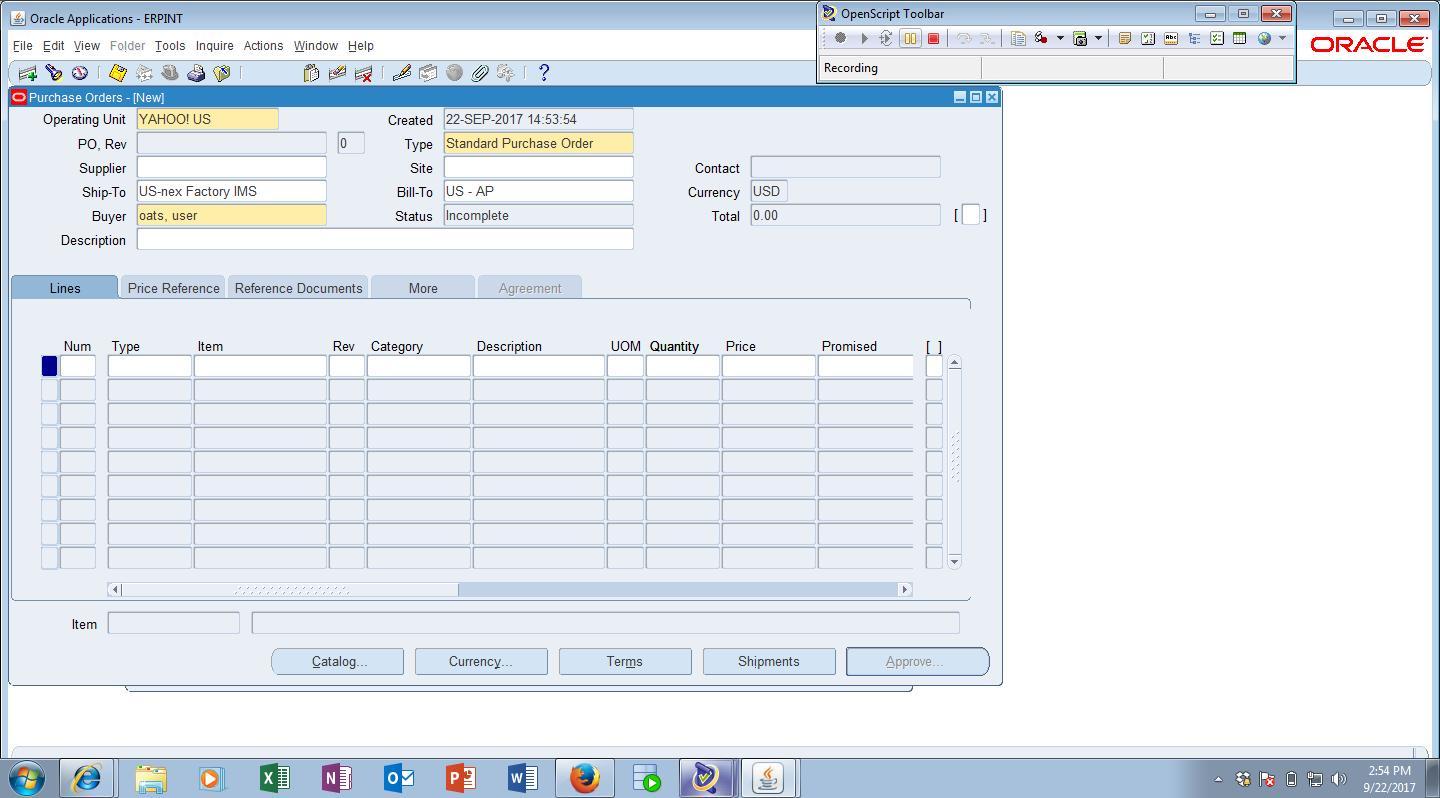 Oracle Applications - ERPINT
OpenScript Toolbar
File Edit View Folder Tools Inquire Actions Window Help
ORACLE
Recording
Purchase Orders - [New]
Operating Unit YAHOO! US Created 22-SEP-2017 14:53:54
PO, Rev 0 Type Standard Purchase Order
Supplier Site Contact
Ship-To US-nex Factory IMS Bill-To US - AP Currency USD
Buyer oats, user Status Incomplete Total 0.00 [ ]
Description
Lines Price Reference Reference Documents More Agreement
Num Type Item Rev Category Description UOM Quantity Price Promised [ ]
Item
Catalog... Currency... Terms Shipments Approve...
2:54 PM
9/22/2017